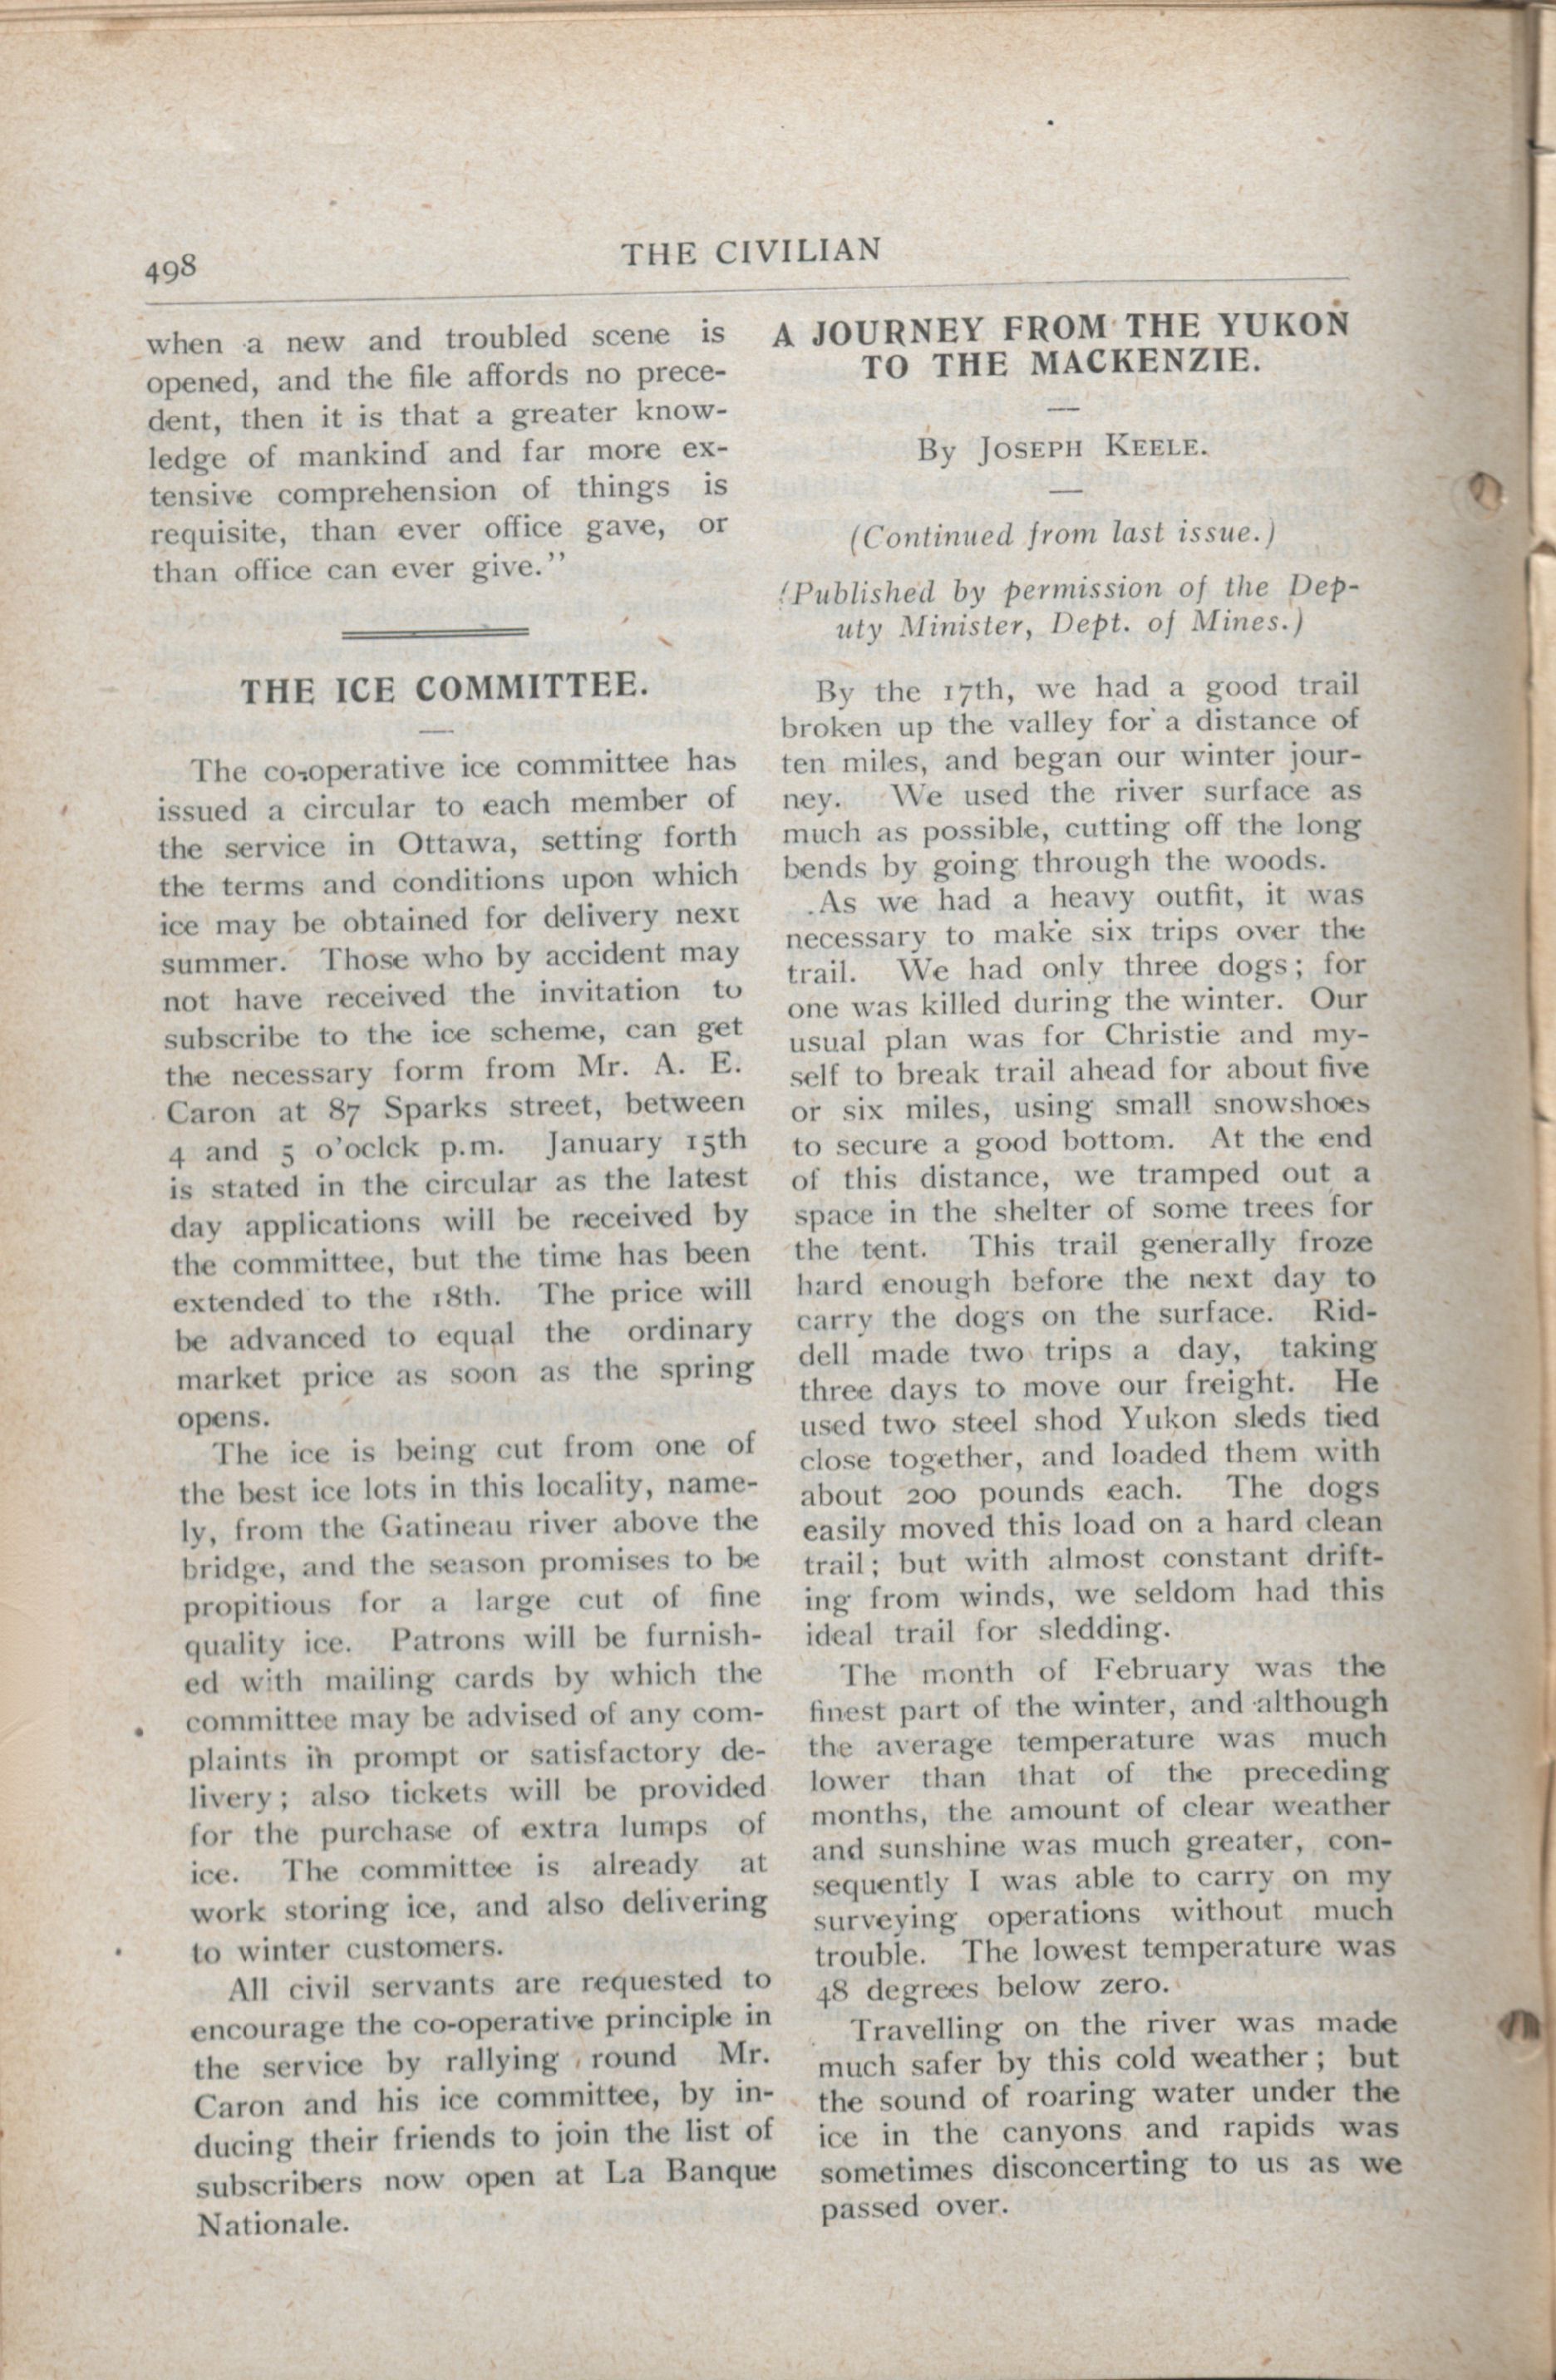 498
THE CIVILIAN
when a new and troubled scene is
opened, and the file affords no prece-
dent, then it is that a greater know-
ledge of mankind and far more ex-
tensive comprehension of things is
requisite, than ever office gave, or
than office can ever give."
THE ICE COMMITTEE.
The co-operative ice committee has
issued a circular to each member of
the service in Ottawa, setting forth
the terms and conditions upon which
ice may be obtained for delivery next
summer. Those who by accident may
not have received the invitation to
subscribe to the ice scheme, can get
the necessary form from Mr. A. E.
Caron at 87 Sparks street, between
4 and 5 o'oclck p.m. January 15th
is stated in the circular as the latest
day applications will be received by
the committee, but the time has been
extended to the 18th. The price will
be advanced to equal the ordinary
market price as soon as the spring
opens.
The ice is being cut from one of
the best ice lots in this locality, name-
ly, from the Gatineau river above the
bridge, and the season promises to be
propitious for a large cut of fine
quality ice. Patrons will be furnish-
ed with mailing cards by which the
committee may be advised of any com-
plaints in prompt or satisfactory de-
livery; also tickets will be provided
for the purchase of extra lumps of
ice. The committee is already at
work storing ice, and also delivering
to winter customers.
All civil servants are requested to
encourage the co-operative principle in
the service by rallying round Mr.
Caron and his ice committee, by in-
ducing their friends to join the list of
subscribers now open at La Banque
Nationale.
A JOURNEY FROM THE YUKON
TO THE MACKENZIE.
By JOSEPH KEELE.
(Continued from last issue.)
(Published by permission of the Dep-
uty Minister, Dept. of Mines.)
By the 17th, we had a good trail
broken up the valley for a distance of
ten miles, and began our winter jour-
ney. We used the river surface as
much as possible, cutting off the long
bends by going through the woods.
As we had a heavy outfit, it was
necessary to make six trips over the
trail. We had only three dogs; for
one was killed during the winter. Our
usual plan was for Christie and my-
self to break trail ahead for about five
or six miles, using small snowshoes
to secure a good bottom. At the end
of this distance, we tramped out a
space in the shelter of some trees for
the tent. This trail generally froze
hard enough before the next day to
carry the dogs on the surface. Rid-
dell made two trips a day, taking
three days to move our freight. He
used two steel shod Yukon sleds tied
close together, and loaded them with
about 200 pounds each. The dogs
easily moved this load on a hard clean
trail; but with almost constant drift-
ing from winds, we seldom had this
ideal trail for sledding.
The month of February was the
finest part of the winter, and although
the average temperature was much
lower than that of the preceding
months, the amount of clear weather
and sunshine was much greater, con-
sequently I was able to carry on my
surveying operations without much
trouble. The lowest temperature was
48 degrees below zero.
Travelling on the river was made
much safer by this cold weather; but
the sound of roaring water under the
ice in the canyons and rapids was
sometimes disconcerting to us as we
passed over.